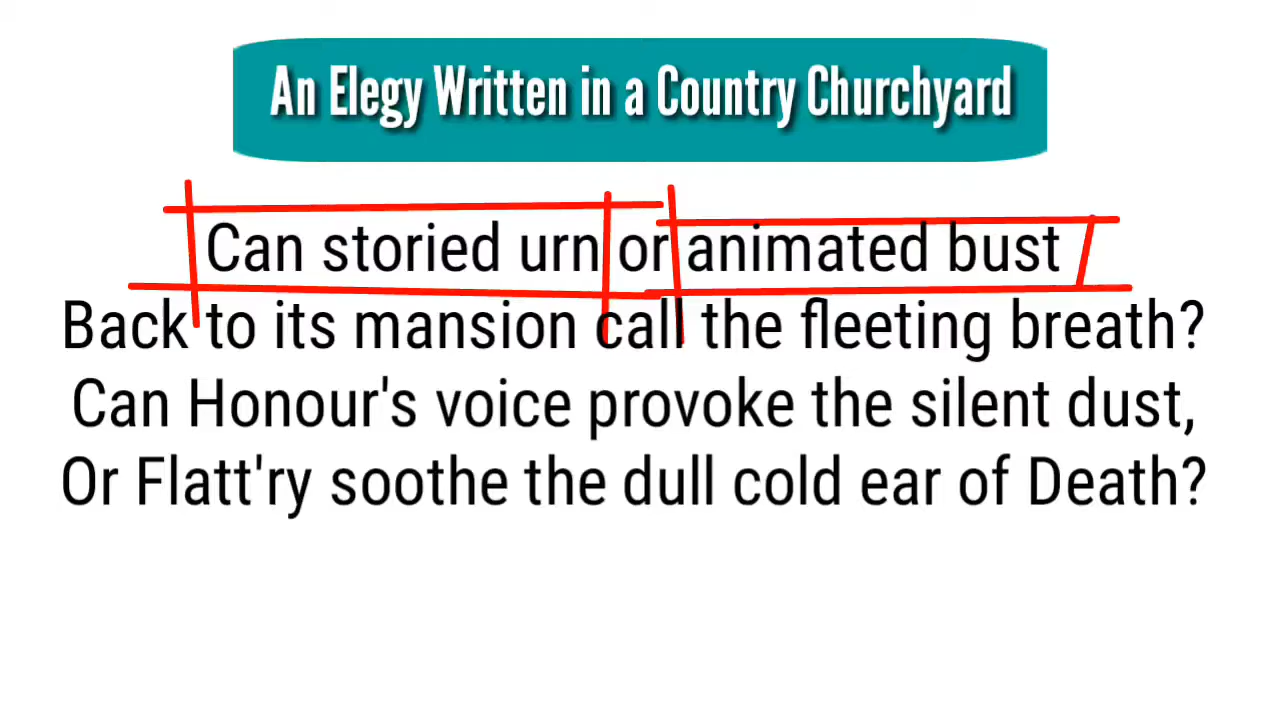 An Elegy Written in a Country Churchyard
Can storied urn or animated bust
Back to its mansion call the fleeting breath?
Can Honour's voice provoke the silent dust,
Or Flatt'ry soothe the dull cold ear of Death?